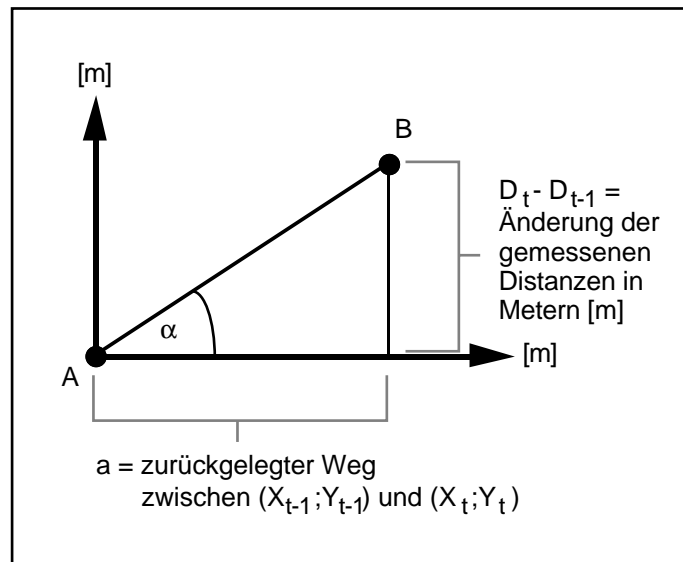 [m]
B
D t - D t-1 =
Änderung der
gemessenen
Distanzen in
Metern [m]
α
A
[m]
a = zurückgelegter Weg
zwischen (X t-1 ;Y t-1 ) und (X t ;Y t )